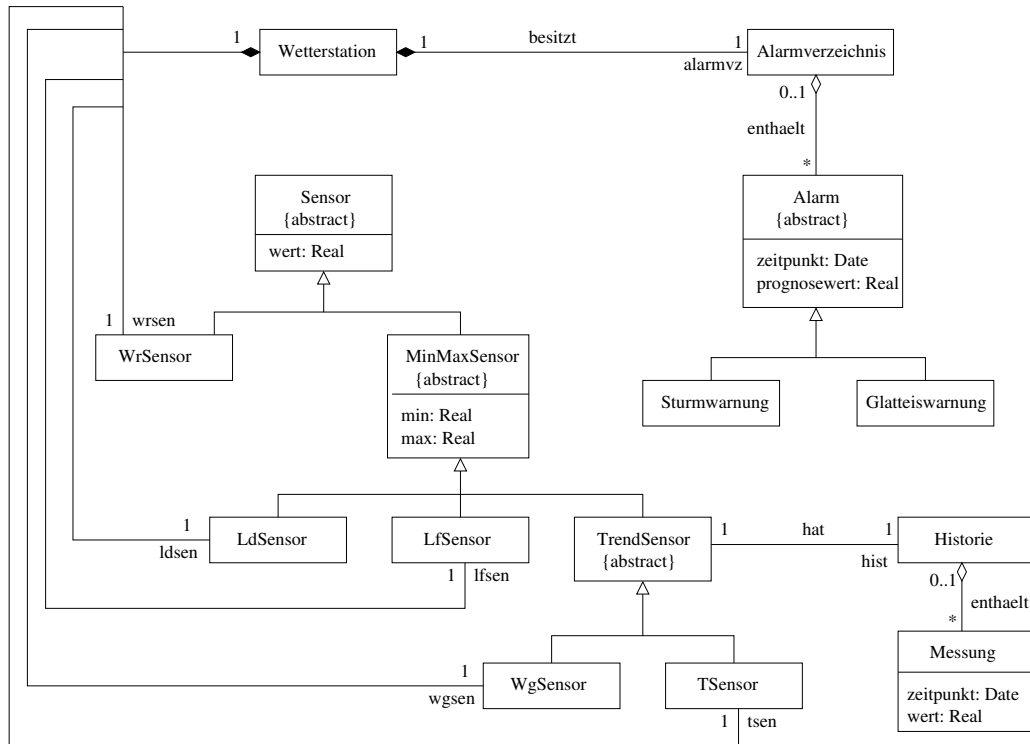 1 Wetterstation 1 besitzt 1 Alarmverzeichnis
alarmvz
0..1
enthaelt
*
Sensor
{abstract}
wert: Real
Alarm
{abstract}
zeitpunkt: Date
prognosewert: Real
1 wrsen
WrSensor
MinMaxSensor
{abstract}
min: Real
max: Real
Sturmwarnung
Glatteiswarnung
1
ldsen
LdSensor
LfSensor
1 lfsen
TrendSensor
{abstract}
1 hat 1
hist
Historie
0..1
enthaelt
*
Messung
zeitpunkt: Date
wert: Real
1
wgsen
WgSensor
TSensor
1 tsen